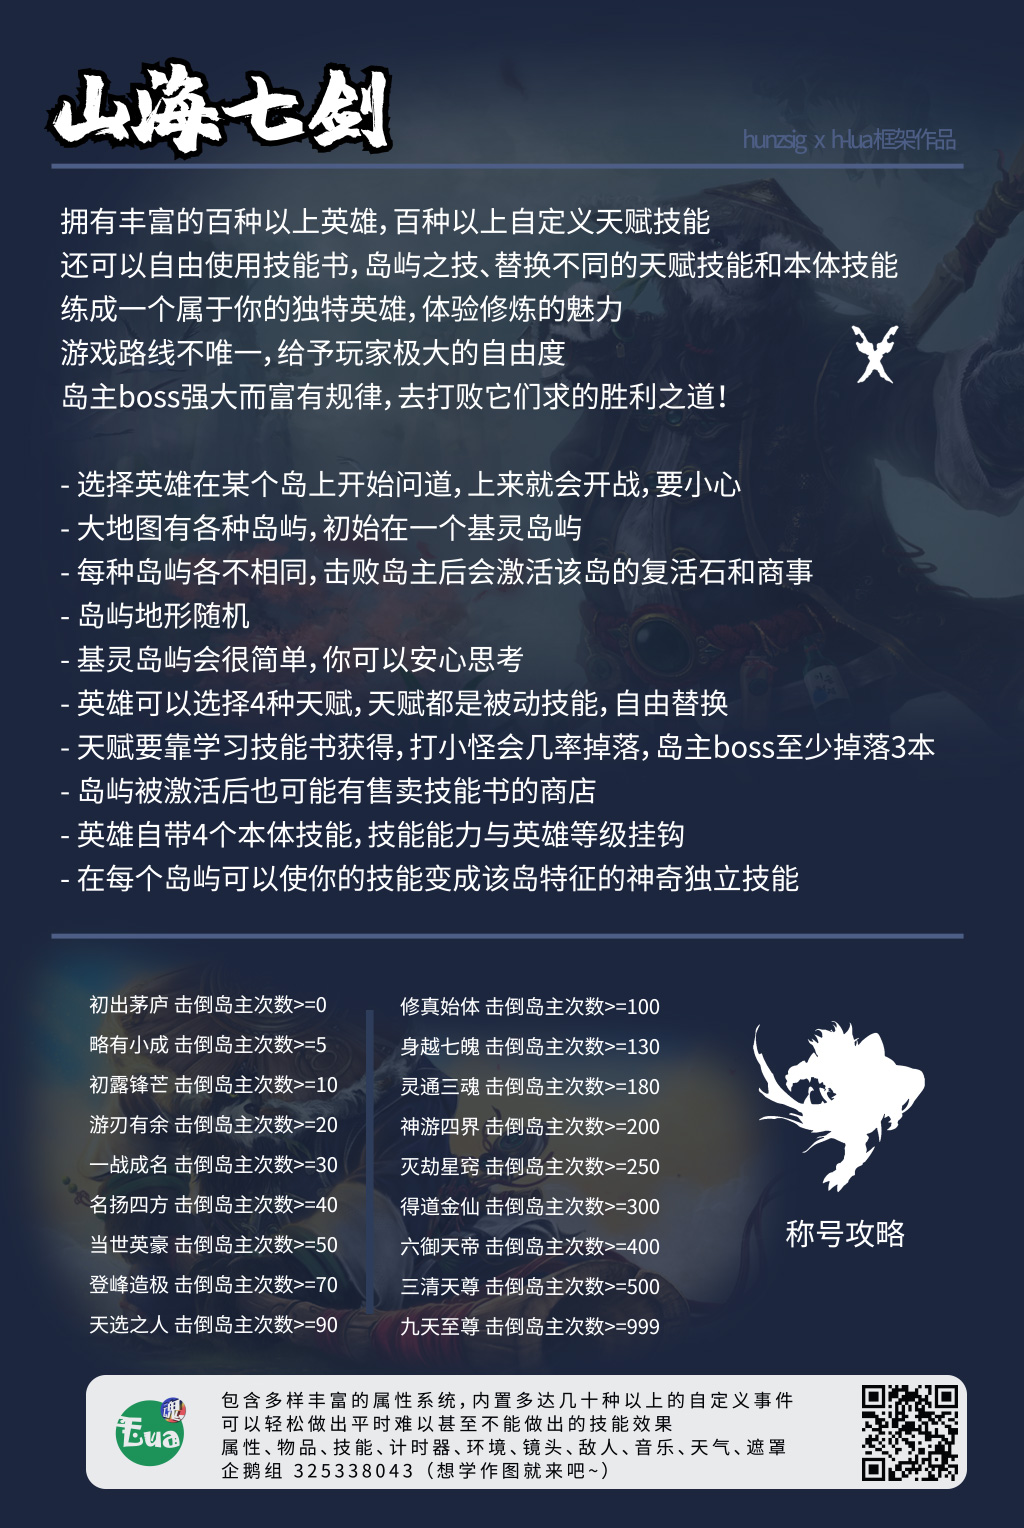 山海七剑
hunzsig x h-lua框架作品
拥有丰富的百种以上英雄，百种以上自定义天赋技能
还可以自由使用技能书，岛屿之技、替换不同的天赋技能和本体技能
练成一个属于你的独特英雄，体验修炼的魅力
游戏路线不唯一，给予玩家极大的自由度
岛主boss强大而富有规律，去打败它们求的胜利之道！
- 选择英雄在某个岛上开始问道，上来就会开战，要小心
- 大地图有各种岛屿，初始在一个基灵岛屿
- 每种岛屿各不相同，击败岛主后会激活该岛的复活石和商事
- 岛屿地形随机
- 基灵岛屿会很简单，你可以安心思考
- 英雄可以选择4种天赋，天赋都是被动技能，自由替换
- 天赋要靠学习技能书获得，打小怪会几率掉落，岛主boss至少掉落3本
- 岛屿被激活后也可能有售卖技能书的商店
- 英雄自带4个本体技能，技能能力与英雄等级挂钩
- 在每个岛屿可以使你的技能变成该岛特征的神奇独立技能
初出茅庐 击倒岛主次数>=0
略有小成 击倒岛主次数>=5
初露锋芒 击倒岛主次数>=10
游刃有余 击倒岛主次数>=20
一战成名 击倒岛主次数>=30
名扬四方 击倒岛主次数>=40
当世英豪 击倒岛主次数>=50
登峰造极 击倒岛主次数>=70
天选之人 击倒岛主次数>=90
修真始体 击倒岛主次数>=100
身越七魄 击倒岛主次数>=130
灵通三魂 击倒岛主次数>=180
神游四界 击倒岛主次数>=200
灭劫星窍 击倒岛主次数>=250
得道金仙 击倒岛主次数>=300
六御天帝 击倒岛主次数>=400
三清天尊 击倒岛主次数>=500
九天至尊 击倒岛主次数>=999
称号攻略
魂
Lua
包含多样丰富的属性系统，内置多达几十种以上的自定义事件
可以轻松做出平时难以甚至不能做出的技能效果
属性、物品、技能、计时器、环境、镜头、敌人、音乐、天气、遮罩
企鹅组 325338043（想学作图就来吧~）